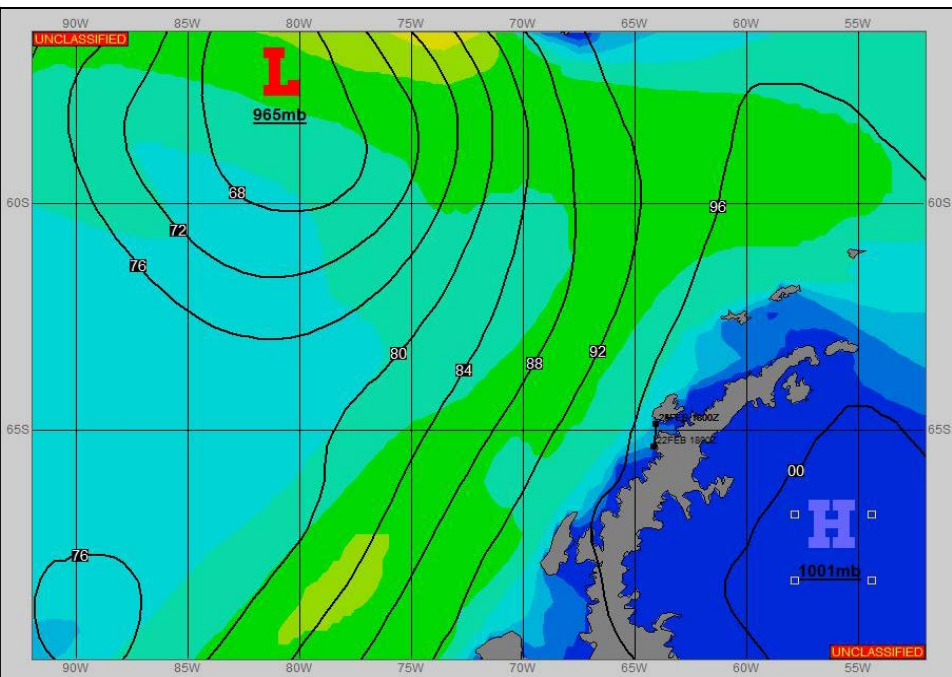 90W 85W 80W 75W 70W 65W 60W 55W
UNCLASSIFIED
L
965mb
68
60S 96 60S
72
76
80
92
88
84
25FEB 1800Z
65S 65S
22FEB 1800Z
00
H
76
1001mb
UNCLASSIFIED
90W 85W 80W 75W 70W 65W 60W 55W